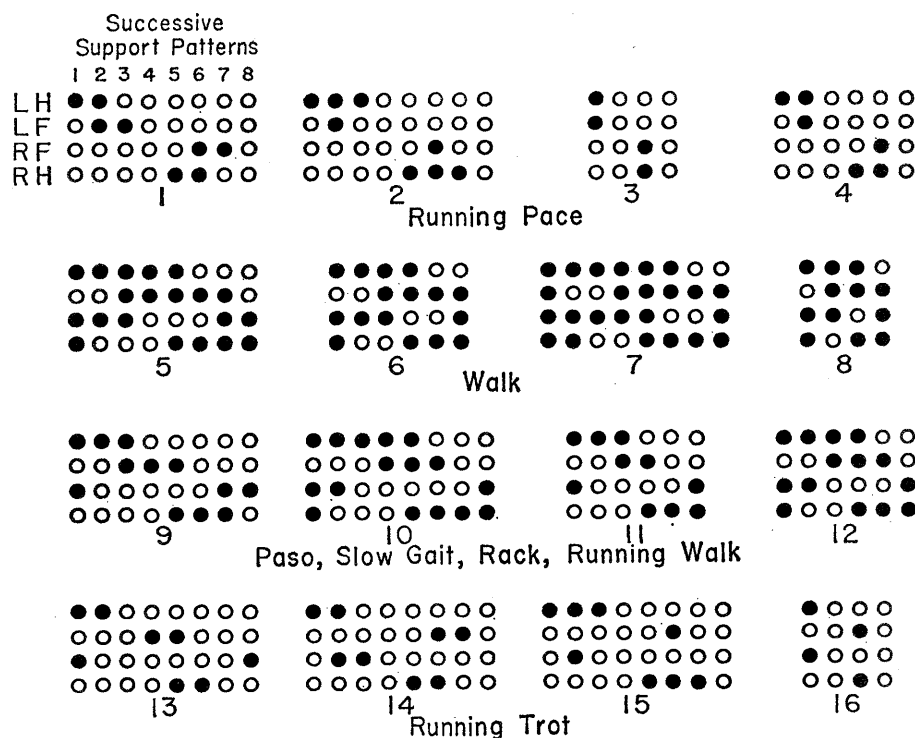 Successive
Support Patterns
1 2 3 4 5 6 7 8
LH
LF
RF
RH
1 2 3 4
Running Pace
5 6 7 8
Walk
9 10 11 12
Paso, Slow Gait, Rack, Running Walk
13 14 15 16
Running Trot